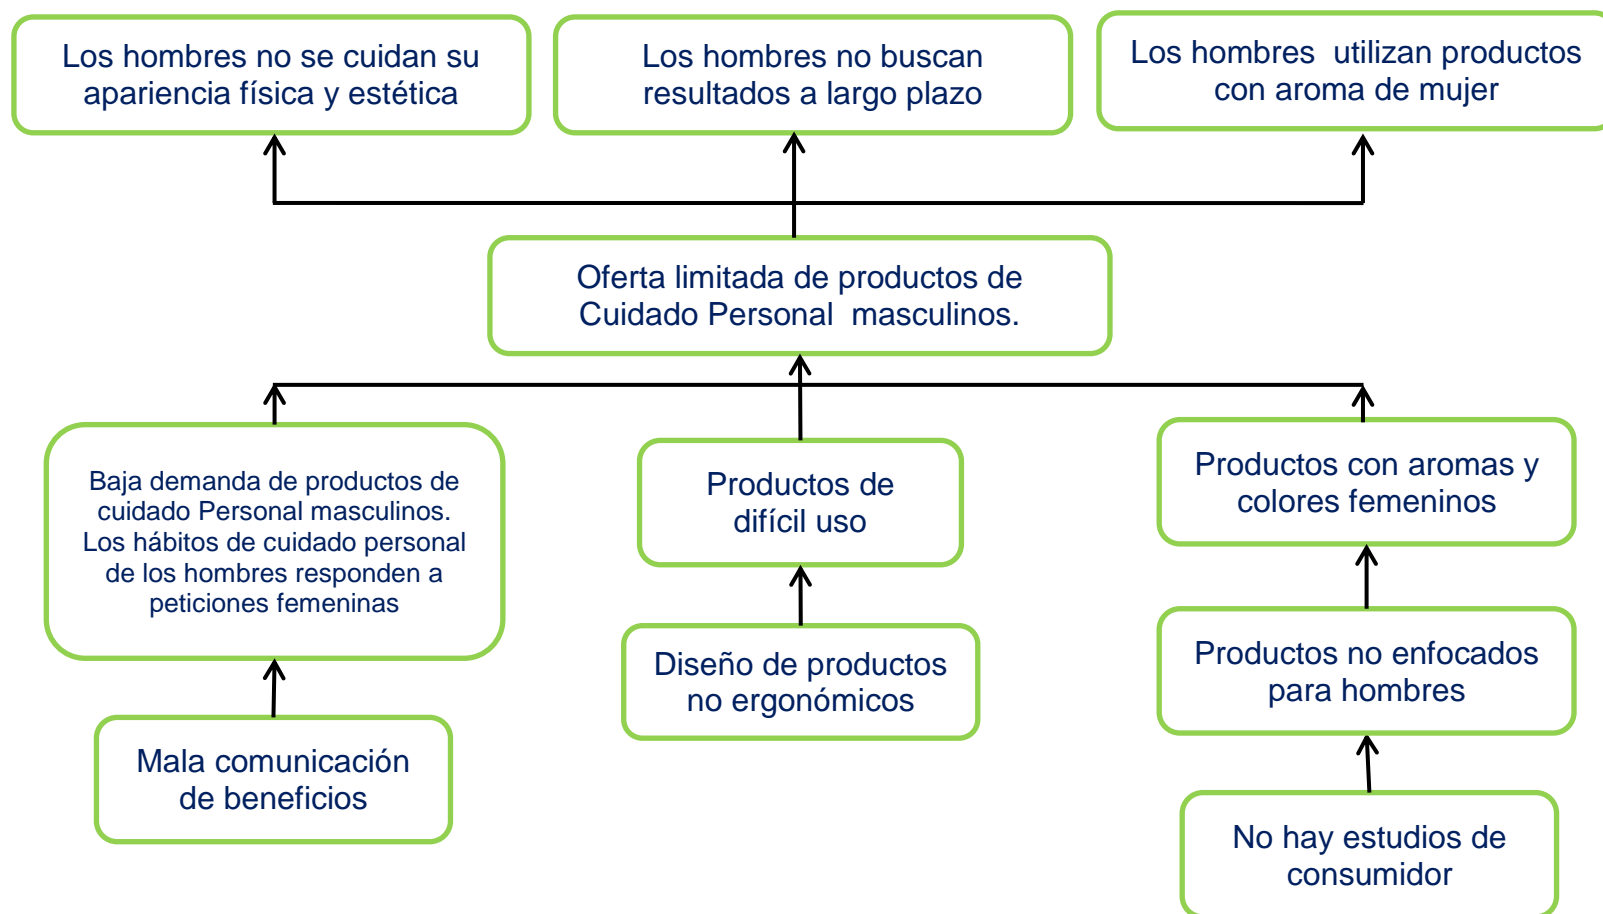 Los hombres no se cuidan su
apariencia física y estética
Los hombres no buscan
resultados a largo plazo
Los hombres  utilizan productos
con aroma de mujer
Oferta limitada de productos de
Cuidado Personal  masculinos.
Baja demanda de productos de
cuidado Personal masculinos.
Los hábitos de cuidado personal
de los hombres responden a
peticiones femeninas
Productos de
difícil uso
Productos con aromas y
colores femeninos
Diseño de productos
no ergonómicos
Productos no enfocados
para hombres
Mala comunicación
de beneficios
No hay estudios de
consumidor